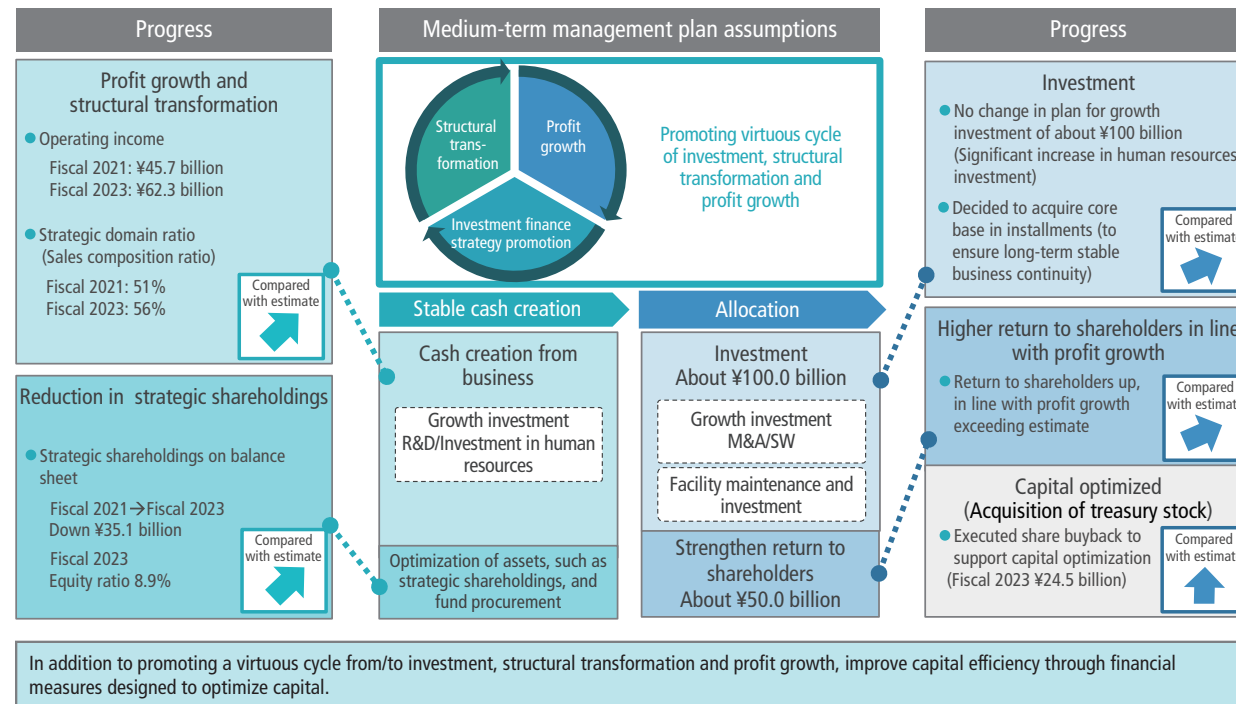 Progress
Profit growth and
structural transformation
● Operating income
Fiscal 2021: ¥45.7 billion
Fiscal 2023: ¥62.3 billion
● Strategic domain ratio
(Sales composition ratio)
Fiscal 2021: 51%
Fiscal 2023: 56%
Compared
with estimate
Reduction in strategic shareholdings
● Strategic shareholdings on balance
sheet
Fiscal 2021→Fiscal 2023
Down ¥35.1 billion
Fiscal 2023
Equity ratio 8.9%
Compared
with estimate
Medium-term management plan assumptions
Structural
trans-
formation
Profit
growth
Investment finance
strategy promotion
Promoting virtuous cycle
of investment, structural
transformation and
profit growth
Stable cash creation
Cash creation from
business
Growth investment
R&D/Investment in human
resources
Optimization of assets, such as
strategic shareholdings, and
fund procurement
Allocation
Investment
About ¥100.0 billion
Growth investment
M&A/SW
Facility maintenance and
investment
Strengthen return to
shareholders
About ¥50.0 billion
Progress
Investment
● No change in plan for growth
investment of about ¥100 billion
(Significant increase in human resources
investment)
● Decided to acquire core
base in installments (to
ensure long-term stable
business continuity)
Compared
with estimate
Higher return to shareholders in line
with profit growth
● Return to shareholders up,
in line with profit growth
exceeding estimate
Compared
with estimate
Capital optimized
(Acquisition of treasury stock)
● Executed share buyback to
support capital optimization
(Fiscal 2023 ¥24.5 billion)
Compared
with estimate
In addition to promoting a virtuous cycle from/to investment, structural transformation and profit growth, improve capital efficiency through financial
measures designed to optimize capital.